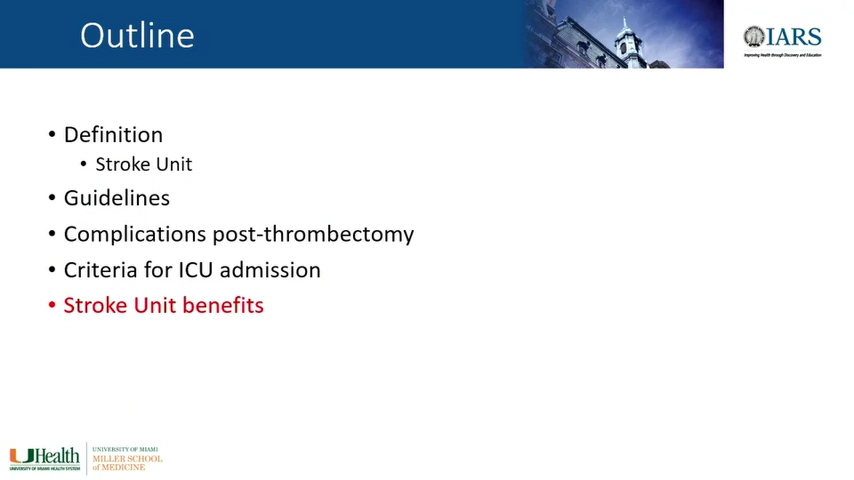 Outline
IARS
Improving Health through Discovery and Education
• Definition
• Stroke Unit
• Guidelines
• Complications post-thrombectomy
• Criteria for ICU admission
• Stroke Unit benefits
UHealth
UNIVERSITY OF MIAMI HEALTH SYSTEM
UNIVERSITY OF MIAMI
MILLER SCHOOL
of MEDICINE